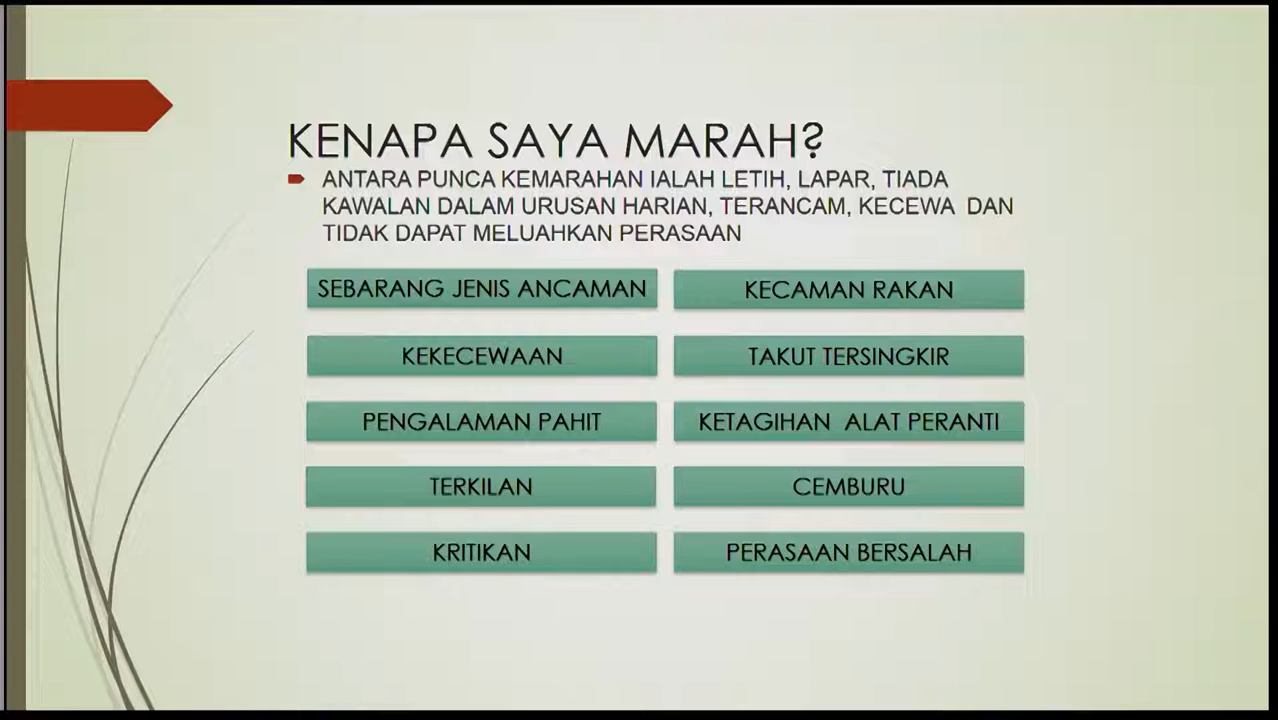 KENAPA SAYA MARAH?
ANTARA PUNCA KEMARAHAN IALAH LETIH, LAPAR, TIADA
KAWALAN DALAM URUSAN HARIAN, TERANCAM, KECEWA DAN
TIDAK DAPAT MELUAHKAN PERASAAN
SEBARANG JENIS ANCAMAN
KECAMAN RAKAN
KEKECEWAAN
TAKUT TERSINGKIR
PENGALAMAN PAHIT
KETAGIHAN ALAT PERANTI
TERKILAN
CEMBURU
KRITIKAN
PERASAAN BERSALAH